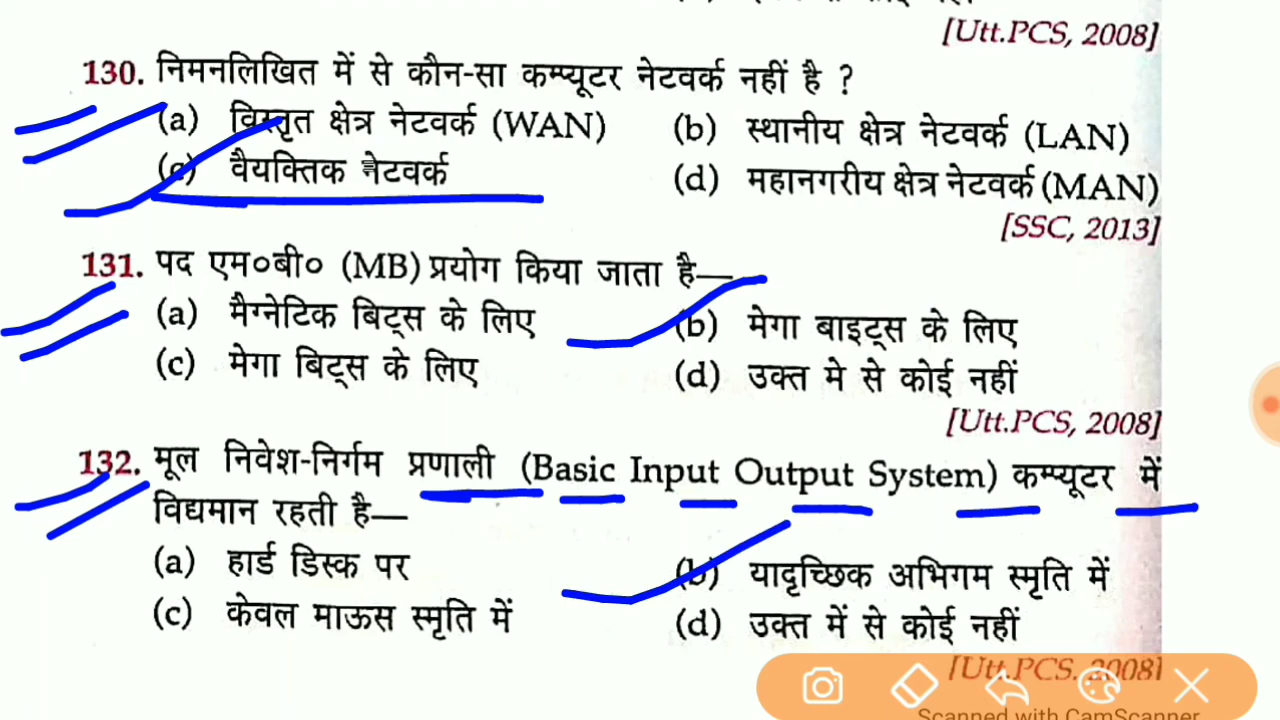 [Utt.PCS, 2008]
130. निमनलिखित में से कौन-सा कम्प्यूटर नेटवर्क नहीं है ?
(a) विस्तृत क्षेत्र नेटवर्क (WAN) (b) स्थानीय क्षेत्र नेटवर्क (LAN)
(c) वैयक्तिक नेटवर्क (d) महानगरीय क्षेत्र नेटवर्क (MAN)
[SSC, 2013]
131. पद एम०बी० (MB) प्रयोग किया जाता है—
(a) मैग्नेटिक बिट्स के लिए (b) मेगा बाइट्स के लिए
(c) मेगा बिट्स के लिए (d) उक्त मे से कोई नहीं
[Utt.PCS, 2008]
132. मूल निवेश-निर्गम प्रणाली (Basic Input Output System) कम्प्यूटर में
विद्यमान रहती है—
(a) हार्ड डिस्क पर (b) यादृच्छिक अभिगम स्मृति में
(c) केवल माऊस स्मृति में (d) उक्त में से कोई नहीं
[Utt.PCS. 2008]
Scanned with CamScanner